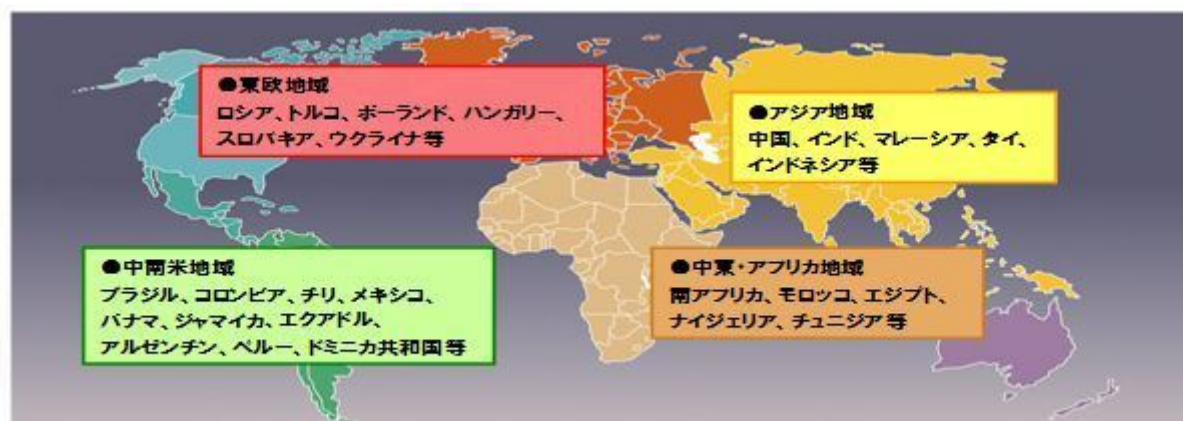 ●東欧地域
ロシア、トルコ、ポーランド、ハンガリー、
スロバキア、ウクライナ等
●アジア地域
中国、インド、マレーシア、タイ、
インドネシア等
●中南米地域
ブラジル、コロンビア、チリ、メキシコ、
パナマ、ジャマイカ、エクアドル、
アルゼンチン、ペルー、ドミニカ共和国等
●中東・アフリカ地域
南アフリカ、モロッコ、エジプト、
ナイジェリア、チュニジア等